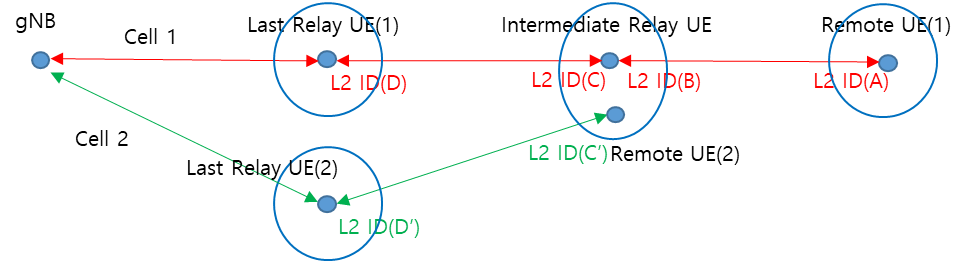 gNB
Cell 1
Last Relay UE(1)
Intermediate Relay UE
Remote UE(1)
L2 ID(D)
L2 ID(C)
L2 ID(B)
L2 ID(A)
Cell 2
Last Relay UE(2)
L2 ID(C’)
Remote UE(2)
L2 ID(D’)